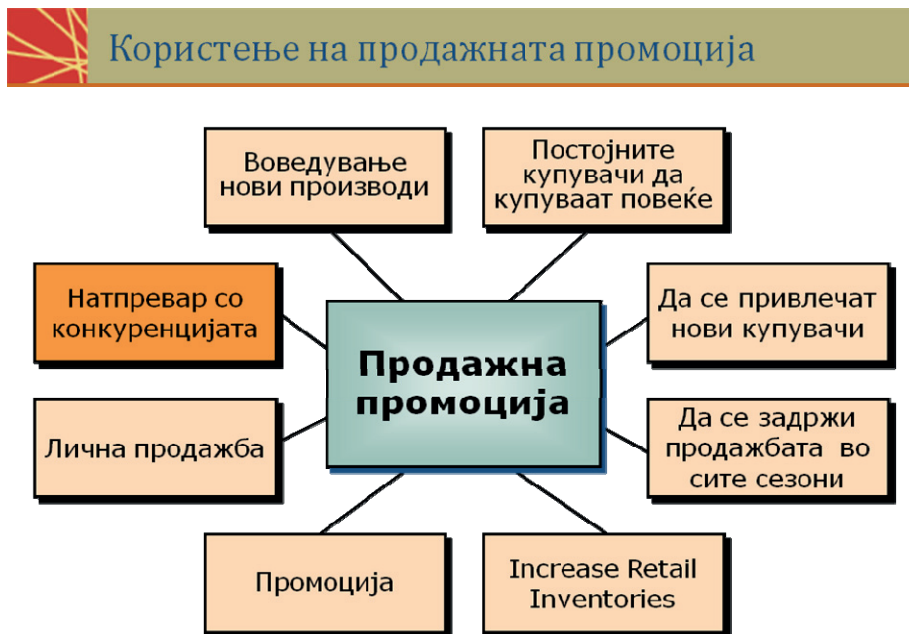 Користење на продажната промоција
Воведување
нови производи
Постојните
купувачи да
купуваат повеќе
Натпревар со
конкуренцијата
Да се привлечат
нови купувачи
Продажна
промоција
Лична продажба
Да се задржи
продажбата во
сите сезони
Промоција
Increase Retail
Inventories